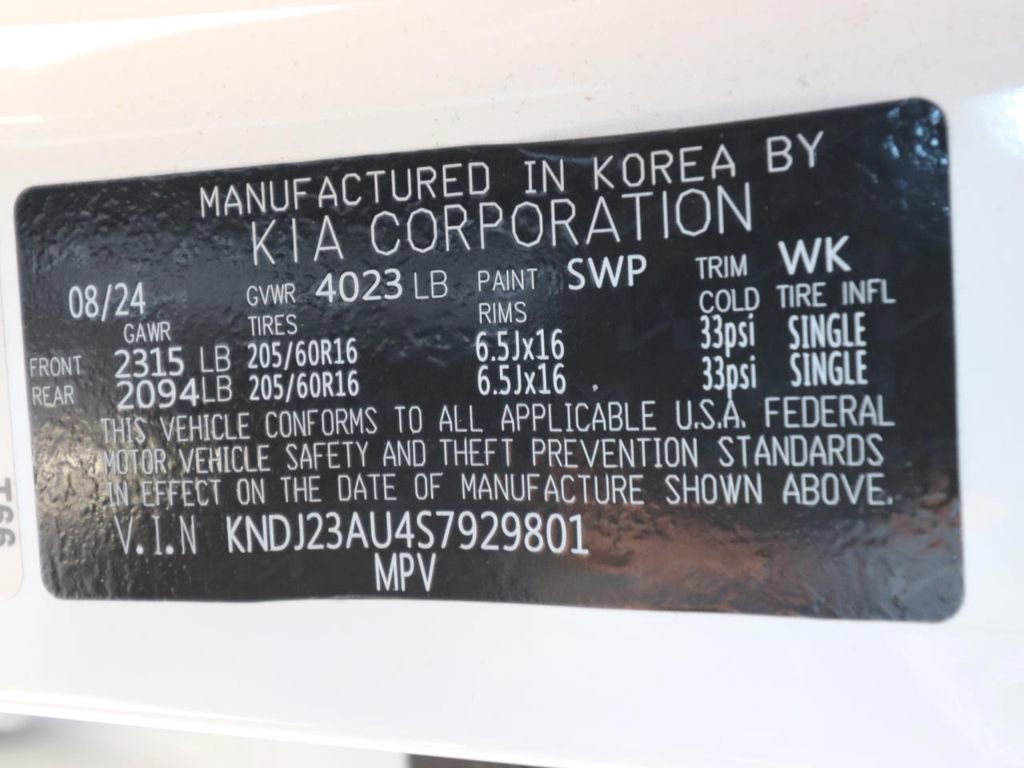 MANUFACTURED IN KOREA BY
KIA CORPORATION
08/24 GVWR 4023 LB PAINT SWP TRIM WK
GAWR TIRES RIMS COLD TIRE INFL
FRONT 2315 LB 205/60R16 6.5Jx16 33psi SINGLE
REAR 2094 LB 205/60R16 6.5Jx16 33psi SINGLE
THIS VEHICLE CONFORMS TO ALL APPLICABLE U.S.A. FEDERAL
MOTOR VEHICLE SAFETY AND THEFT PREVENTION STANDARDS
IN EFFECT ON THE DATE OF MANUFACTURE SHOWN ABOVE.
V.I.N KNDJ23AU4S7929801
MPV